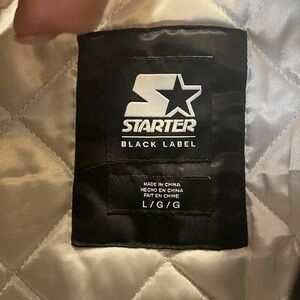 STARTER
BLACK LABEL
MADE IN CHINA
HECHO EN CHINA
FAIT EN CHINE
L/G/G